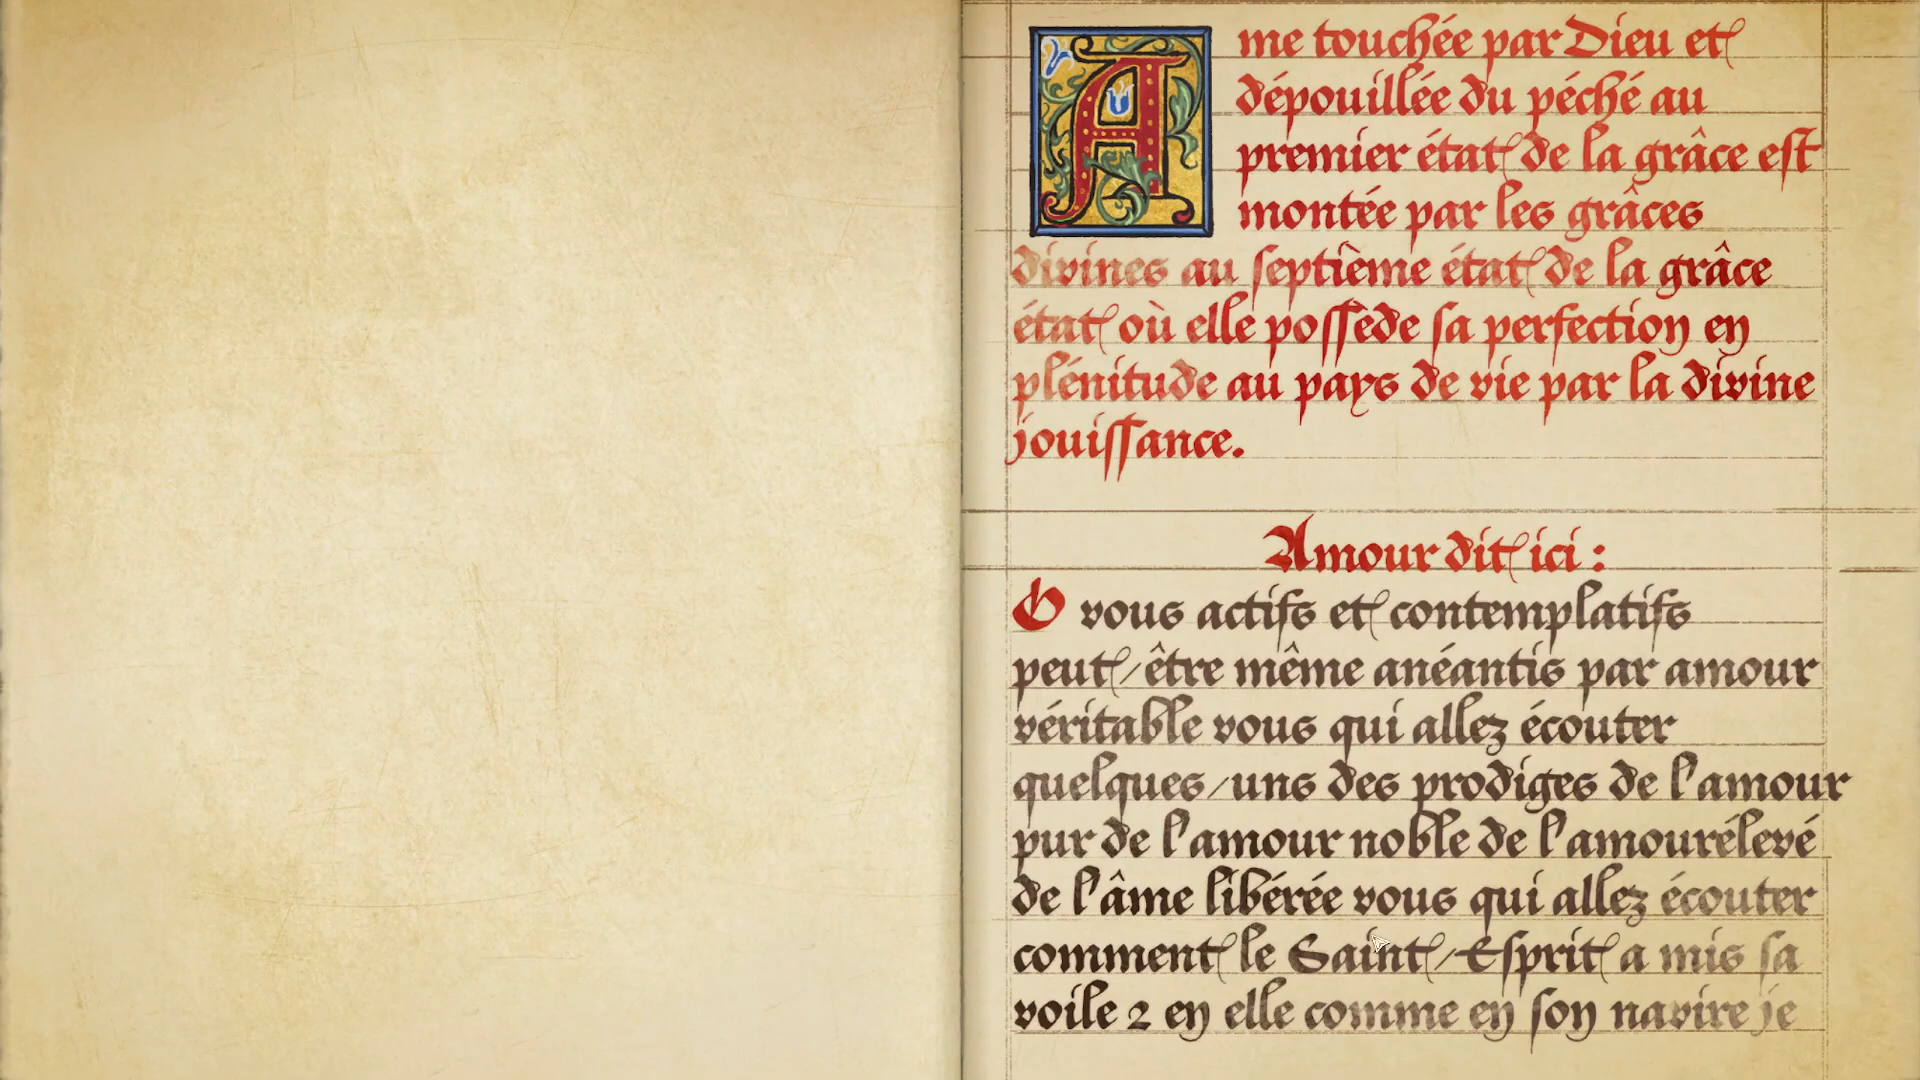 Ame touchée par Dieu et
dépouillée du péché au
premier état de la grâce est
montée par les grâces
divines au septième état de la grâce
état où elle possède sa perfection en
plénitude au pays de vie par la divine
jouissance.
Amour dit ici :
O vous actifs et contemplatifs
peut-être même anéantis par amour
véritable vous qui allez écouter
quelques-uns des prodiges de l'amour
pur de l'amour noble de l'amourélevé
de l'âme libérée vous qui allez écouter
comment le Saint-Esprit a mis sa
voile 2 en elle comme en son navire je